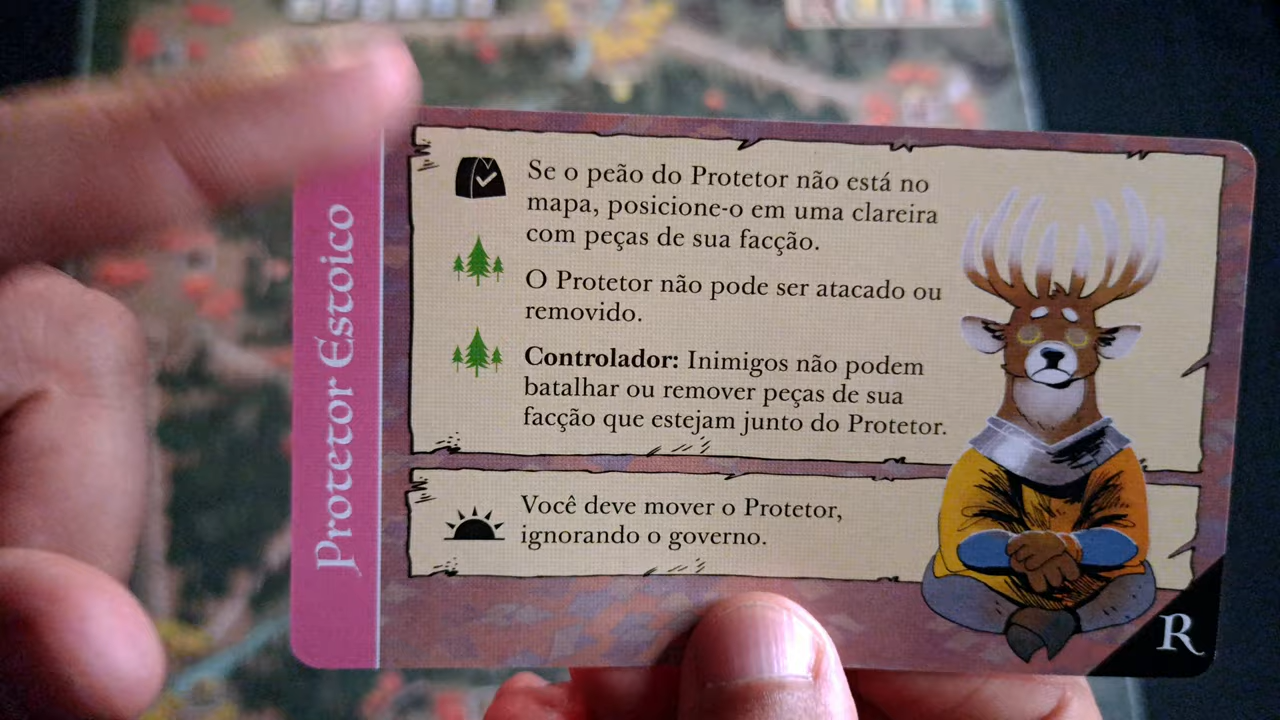 Protetor Estoico
Se o peão do Protetor não está no
mapa, posicione-o em uma clareira
com peças de sua facção.
O Protetor não pode ser atacado ou
removido.
Controlador: Inimigos não podem
batalhar ou remover peças de sua
facção que estejam junto do Protetor.
Você deve mover o Protetor,
ignorando o governo.
R